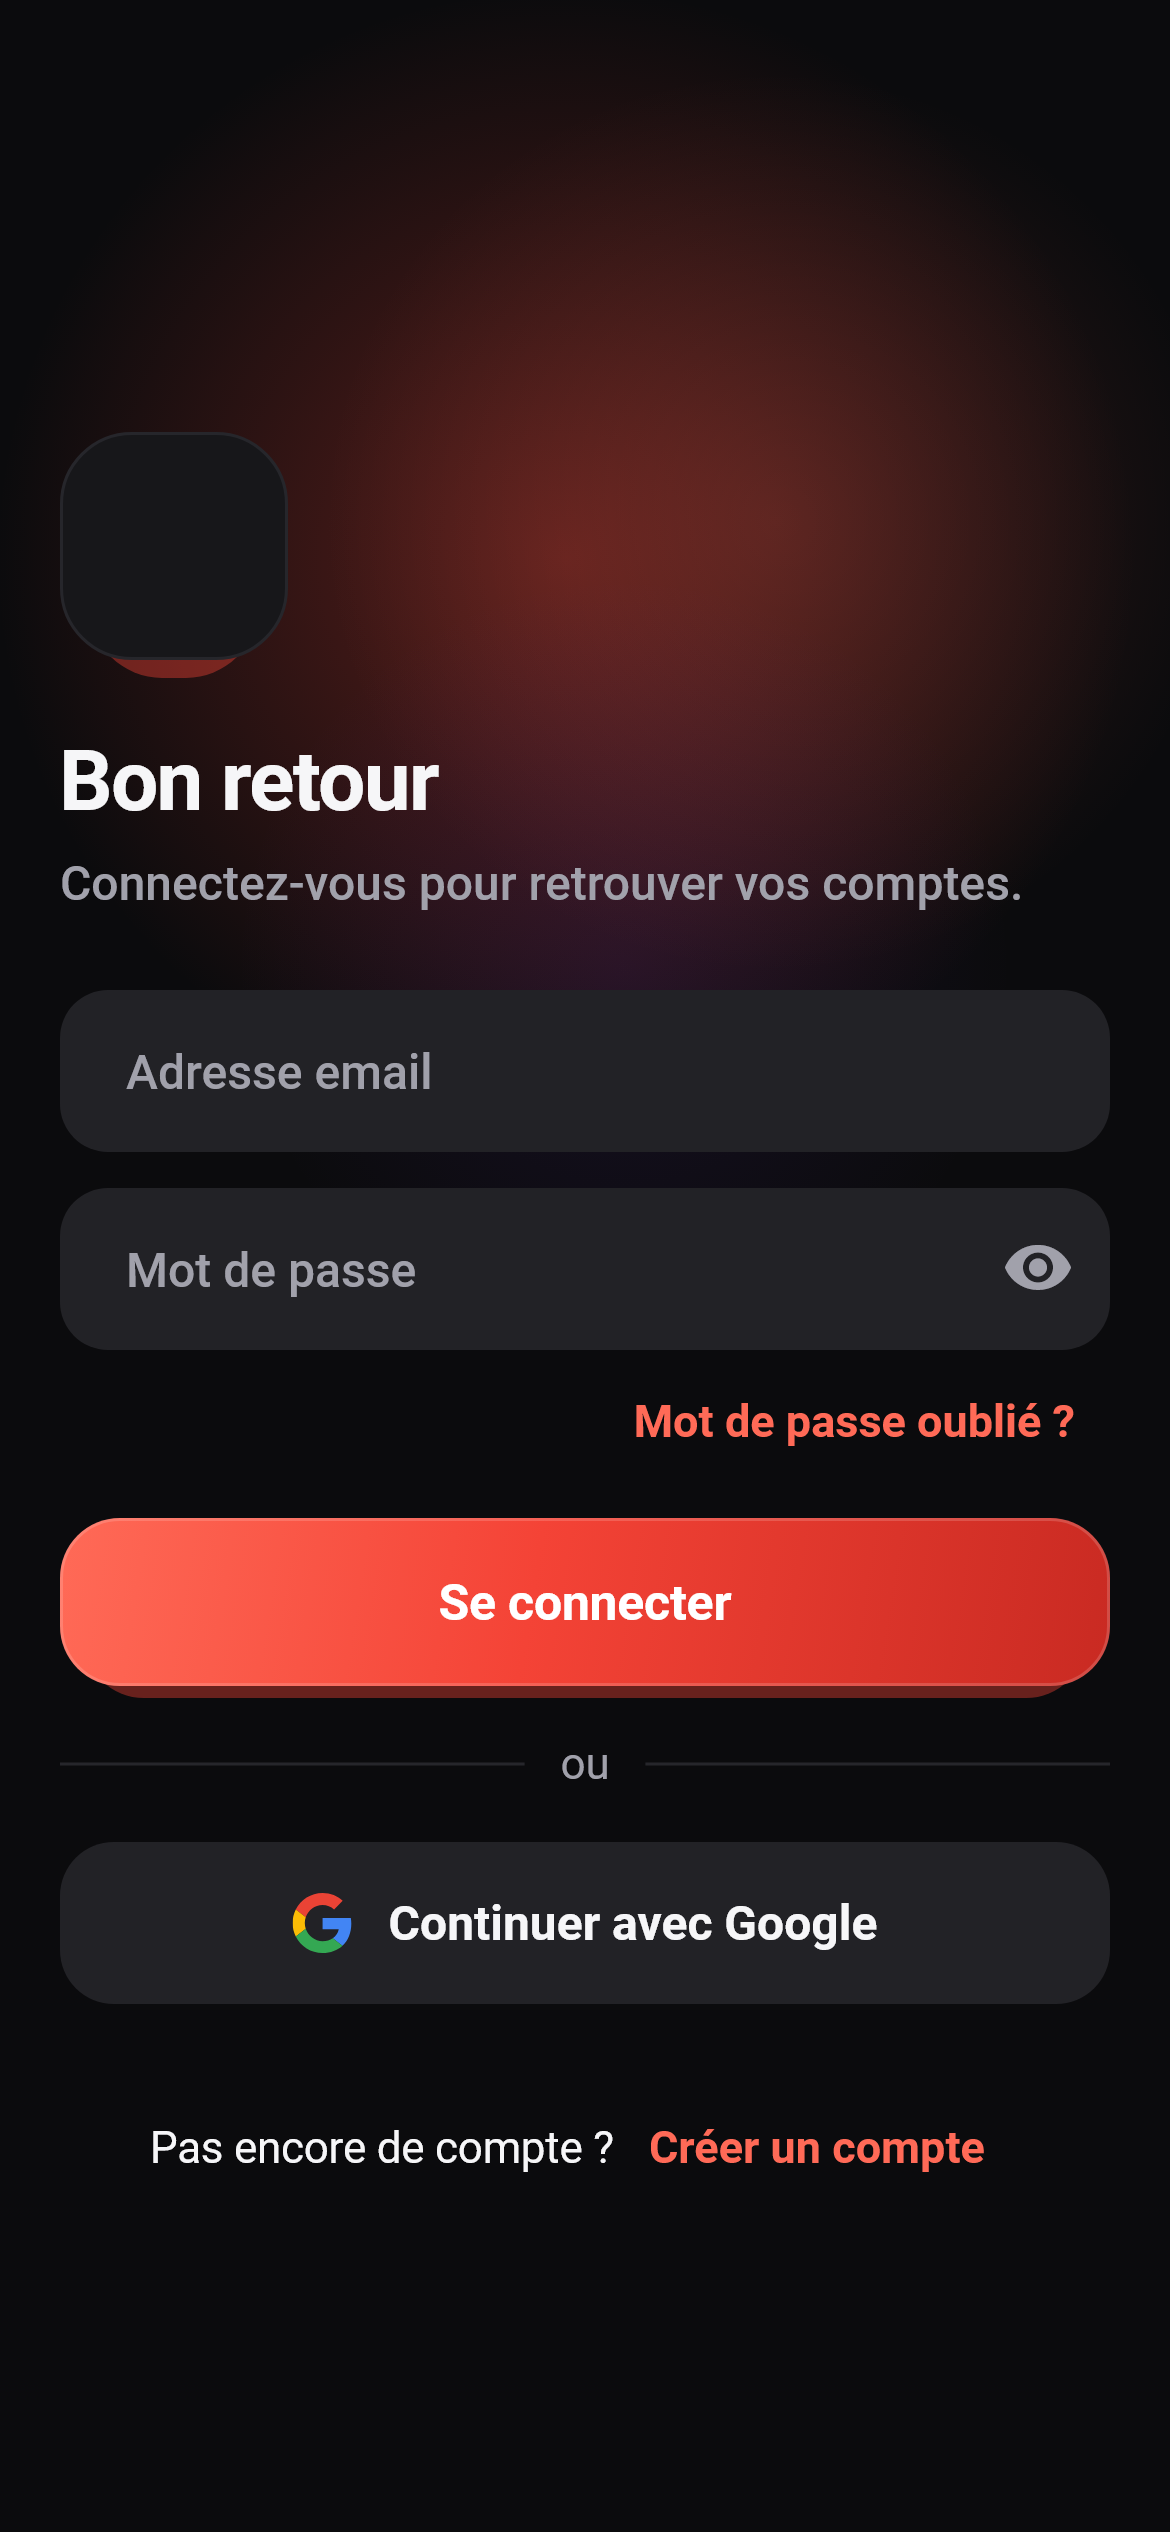 Bon retour
Connectez-vous pour retrouver vos comptes.
Adresse email
Mot de passe
Mot de passe oublié ?
Se connecter
ou
Continuer avec Google
Pas encore de compte ? Créer un compte